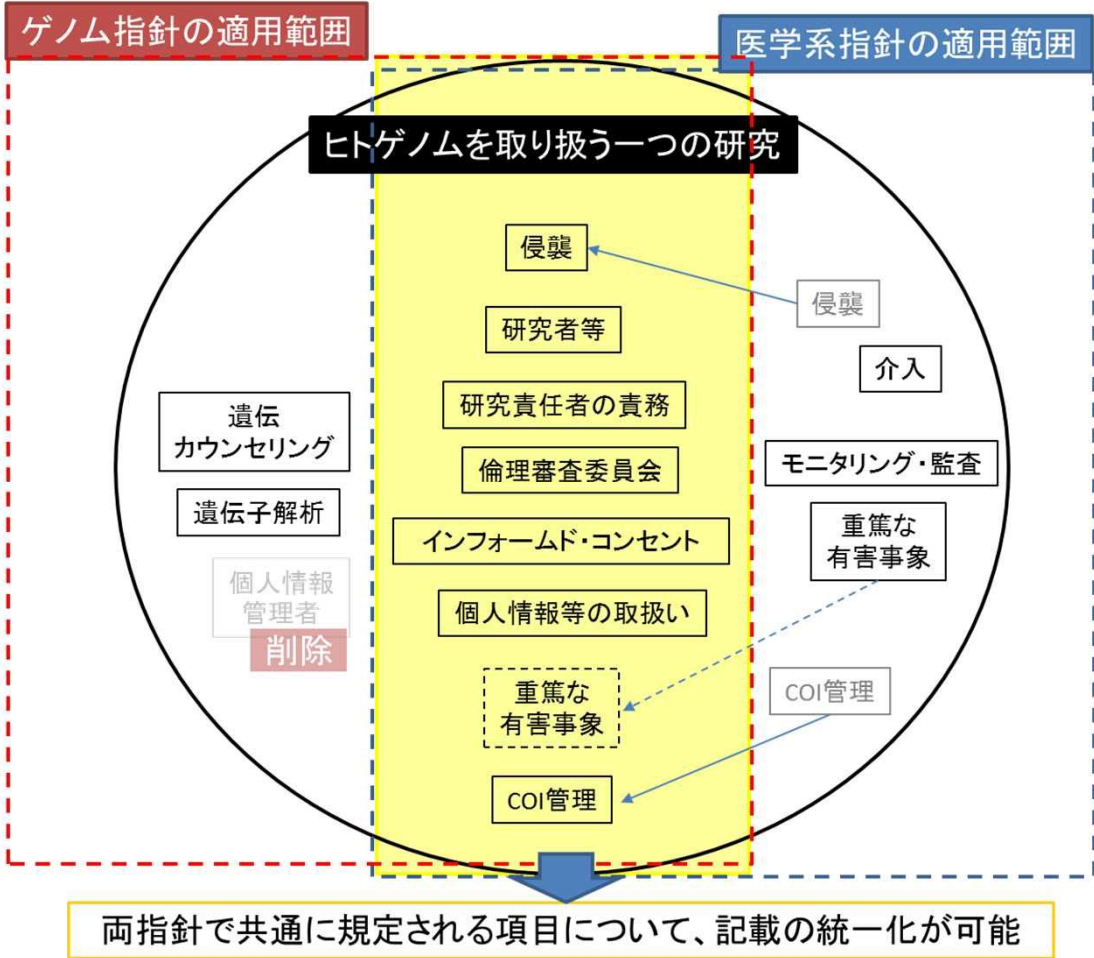 ゲノム指針の適用範囲
医学系指針の適用範囲
ヒトゲノムを取り扱う一つの研究
侵襲
侵襲
研究者等
介入
研究責任者の責務
遺伝
カウンセリング
倫理審査委員会
モニタリング・監査
遺伝子解析
重篤な
有害事象
インフォームド・コンセント
個人情報
管理者
削除
個人情報等の取扱い
重篤な
有害事象
COI管理
COI管理
両指針で共通に規定される項目について、記載の統一化が可能